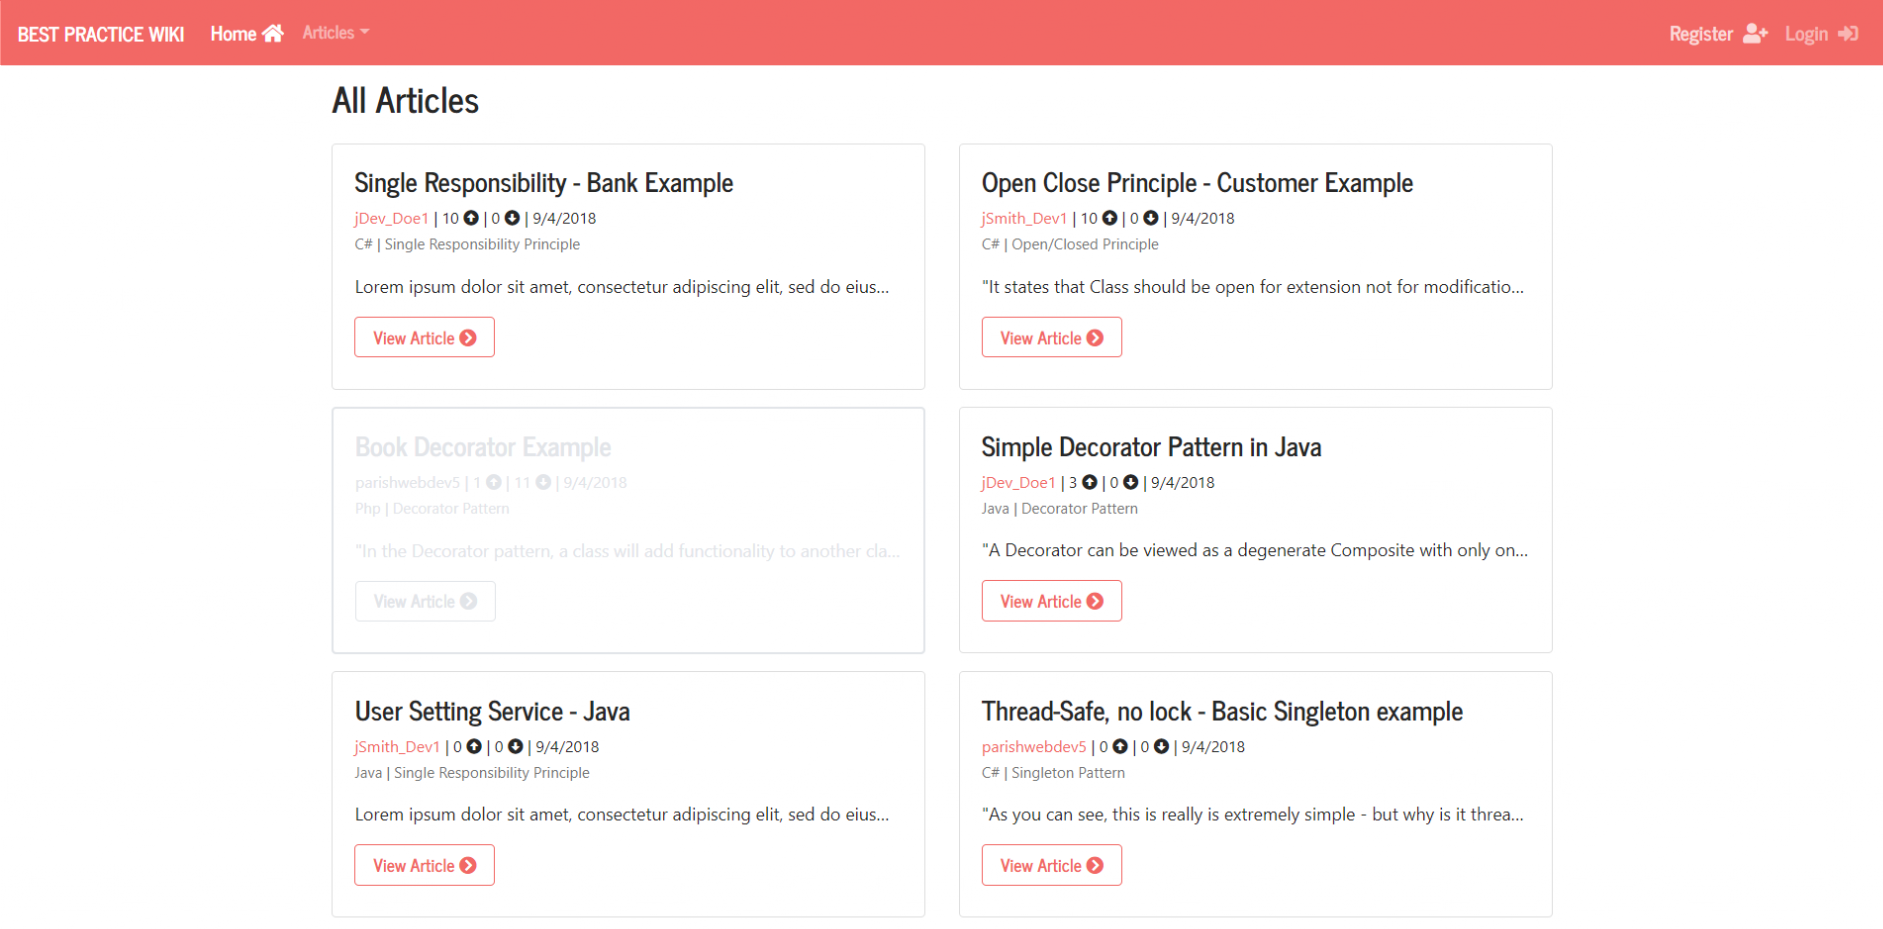 BEST PRACTICE WIKI Home Articles Register Login
All Articles
Single Responsibility - Bank Example
jDev_Doe1 | 10 | 0 | 9/4/2018
C# | Single Responsibility Principle
Lorem ipsum dolor sit amet, consectetur adipiscing elit, sed do eius...
View Article
Open Close Principle - Customer Example
jSmith_Dev1 | 10 | 0 | 9/4/2018
C# | Open/Closed Principle
"It states that Class should be open for extension not for modificatio...
View Article
Book Decorator Example
parishwebdev5 | 1 | 11 | 9/4/2018
Php | Decorator Pattern
"In the Decorator pattern, a class will add functionality to another cla...
View Article
Simple Decorator Pattern in Java
jDev_Doe1 | 3 | 0 | 9/4/2018
Java | Decorator Pattern
"A Decorator can be viewed as a degenerate Composite with only on...
View Article
User Setting Service - Java
jSmith_Dev1 | 0 | 0 | 9/4/2018
Java | Single Responsibility Principle
Lorem ipsum dolor sit amet, consectetur adipiscing elit, sed do eius...
View Article
Thread-Safe, no lock - Basic Singleton example
parishwebdev5 | 0 | 0 | 9/4/2018
C# | Singleton Pattern
"As you can see, this is really is extremely simple - but why is it threa...
View Article